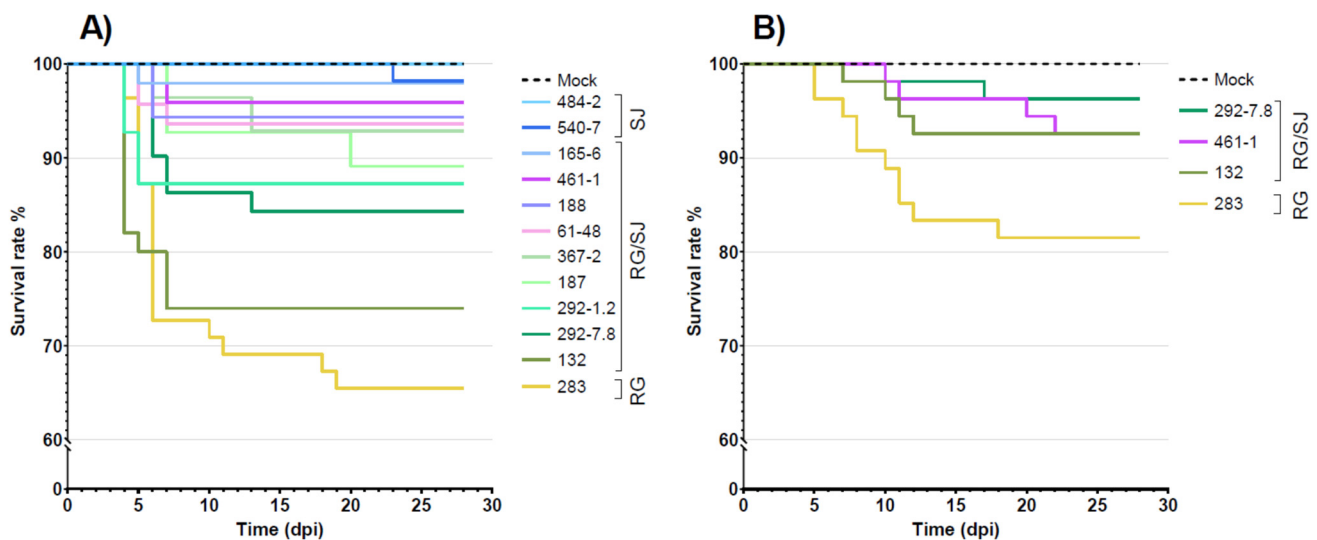 A)
100
90
80
70
60
0
Survival rate %
0 5 10 15 20 25 30
Time (dpi)
Mock
484-2
540-7
SJ
165-6
461-1
188
61-48
367-2
187
292-1.2
292-7.8
132
RG/SJ
283
RG
B)
100
90
80
70
60
0
Survival rate %
0 5 10 15 20 25 30
Time (dpi)
Mock
292-7.8
461-1
132
RG/SJ
283
RG